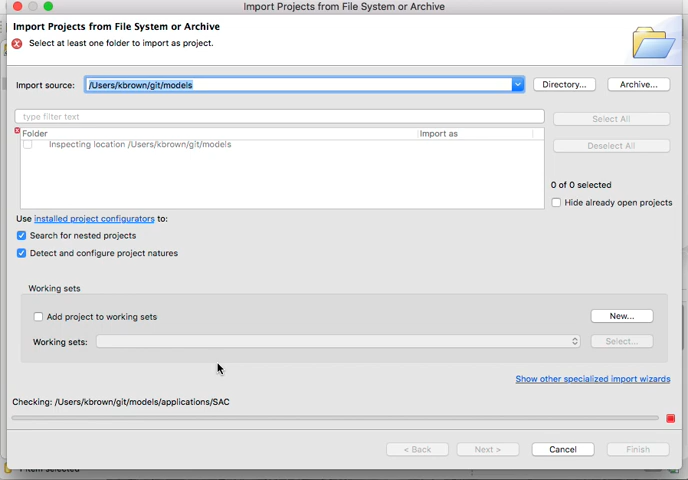 Import Projects from File System or Archive
Import Projects from File System or Archive
Select at least one folder to import as project.
Import source: /Users/kbrown/git/models Directory... Archive...
type filter text Select All
Folder Import as
Inspecting location /Users/kbrown/git/models Deselect All
0 of 0 selected
Hide already open projects
Use installed project configurators to:
Search for nested projects
Detect and configure project natures
Working sets
Add project to working sets New...
Working sets: Select...
Show other specialized import wizards
Checking: /Users/kbrown/git/models/applications/SAC
< Back Next > Cancel Finish